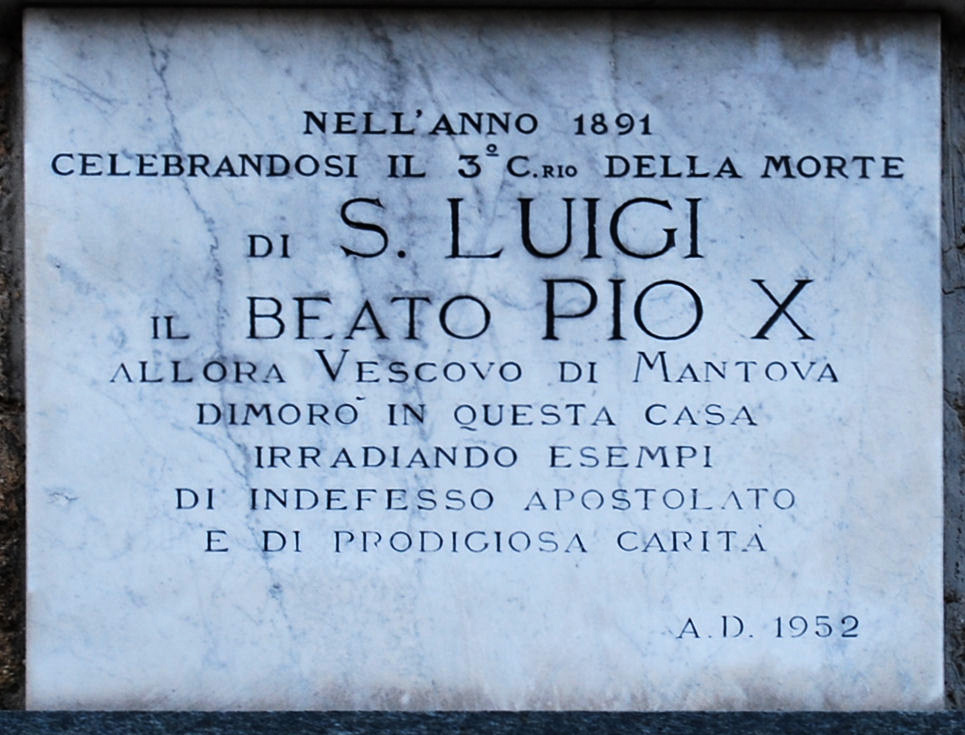 NELL'ANNO 1891
CELEBRANDOSI IL 3º C.RIO DELLA MORTE
DI S. LUIGI
IL BEATO PIO X
ALLORA VESCOVO DI MANTOVA
DIMORÒ IN QUESTA CASA
IRRADIANDO ESEMPI
DI INDEFESSO APOSTOLATO
E DI PRODIGIOSA CARITÀ
A.D. 1952